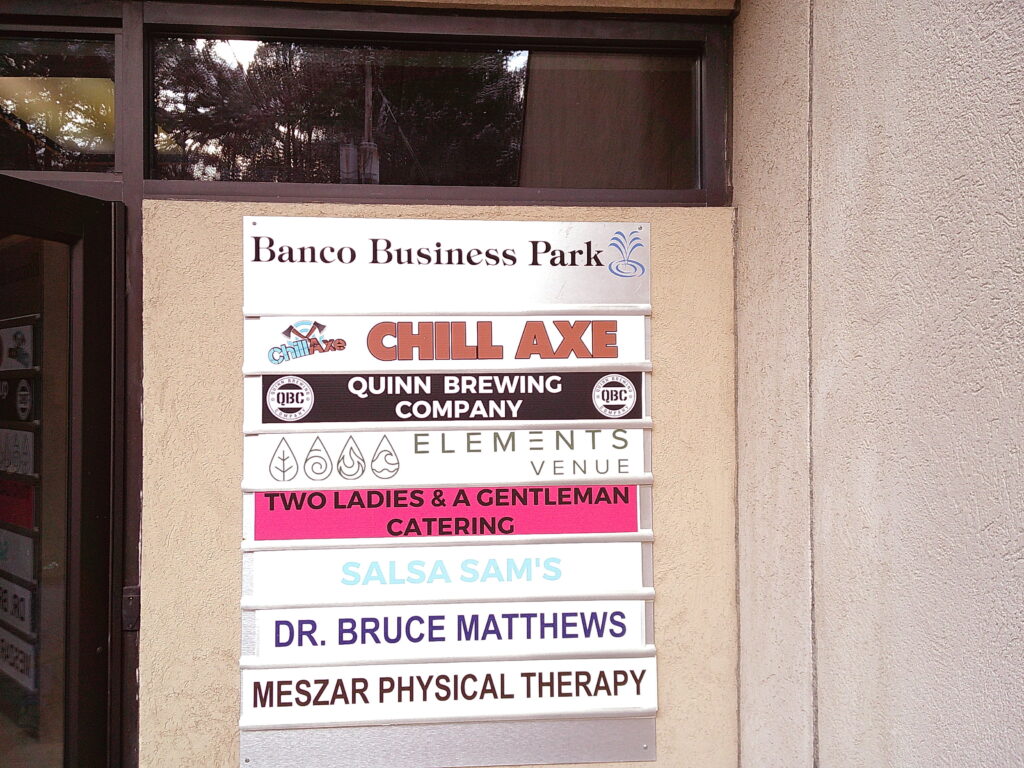 Banco Business Park
ChillAxe CHILL AXE
QUINN BREWING
COMPANY
QBC
QBC
ELEMENTS
VENUE
TWO LADIES & A GENTLEMAN
CATERING
SALSA SAM'S
DR. BRUCE MATTHEWS
MESZAR PHYSICAL THERAPY